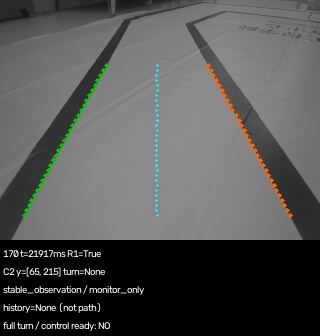 170 t=21917ms R1=True
C2 y=[65, 215] turn=None
stable_observation / monitor_only
history=None (not path)
full turn / control ready: NO